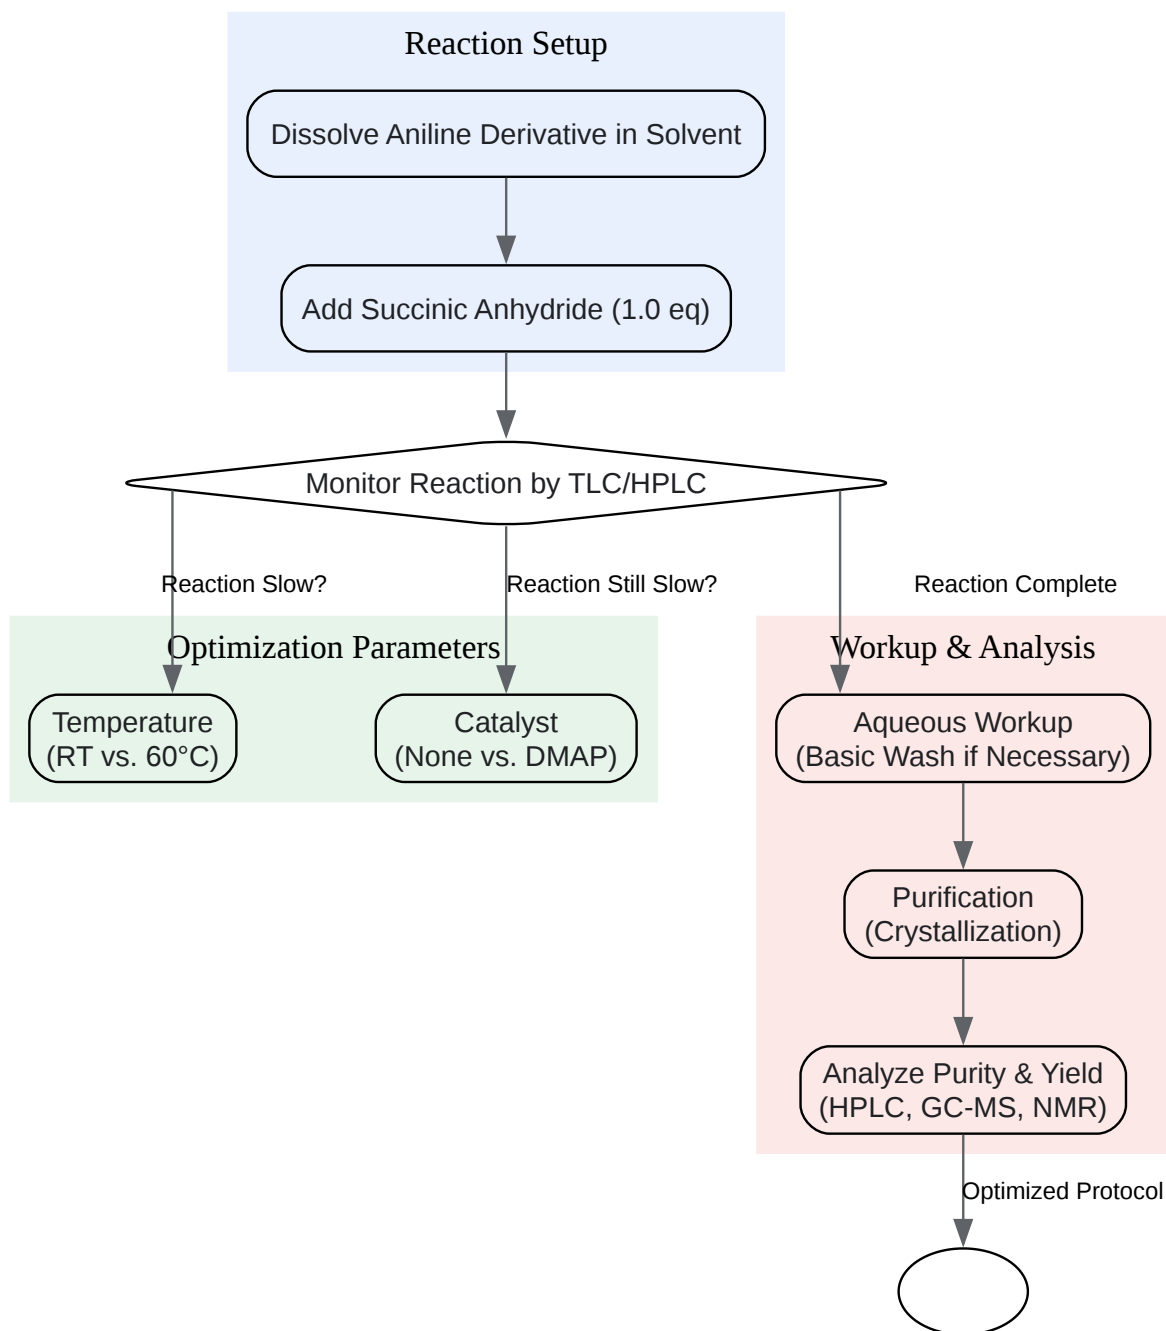 Reaction Setup
Dissolve Aniline Derivative in Solvent
Add Succinic Anhydride (1.0 eq)
Monitor Reaction by TLC/HPLC
Reaction Slow?
Reaction Still Slow?
Reaction Complete
Optimization Parameters
Temperature
(RT vs. 60°C)
Catalyst
(None vs. DMAP)
Workup & Analysis
Aqueous Workup
(Basic Wash if Necessary)
Purification
(Crystallization)
Analyze Purity & Yield
(HPLC, GC-MS, NMR)
Optimized Protocol